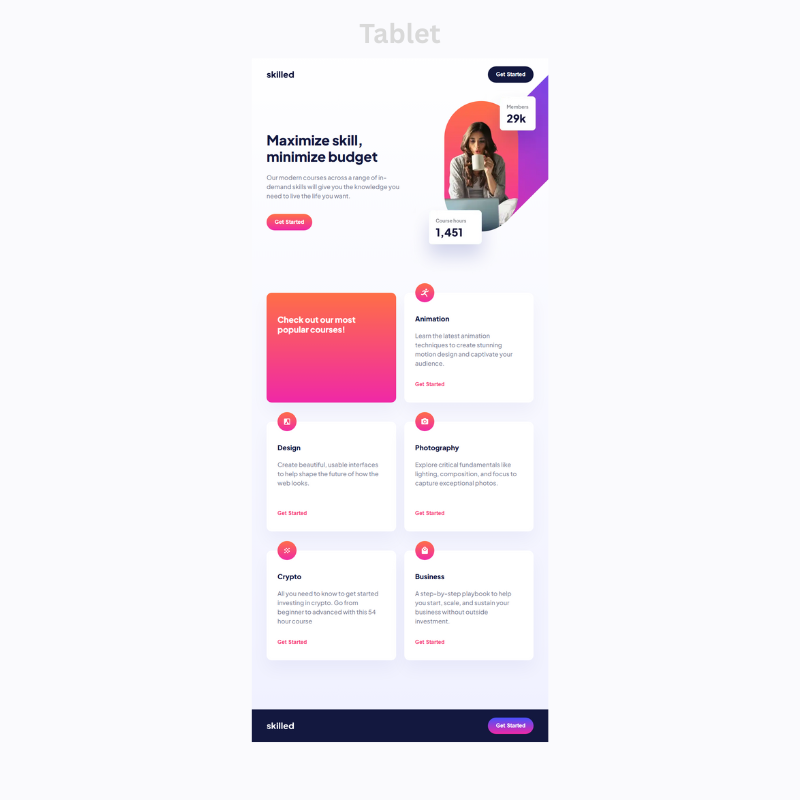 Tablet
skilled
Get Started
Members
29k
Maximize skill,
minimize budget
Our modern courses across a range of in-
demand skills will give you the knowledge you
need to live the life you want.
Get Started
Course hours
1,451
Check out our most
popular courses!
Animation
Learn the latest animation
techniques to create stunning
motion design and captivate your
audience.
Get Started
Design
Create beautiful, usable interfaces
to help shape the future of how the
web looks.
Get Started
Photography
Explore critical fundamentals like
lighting, composition, and focus to
capture exceptional photos.
Get Started
Crypto
All you need to know to get started
investing in crypto. Go from
beginner to advanced with this 54
hour course
Get Started
Business
A step-by-step playbook to help
you start, scale, and sustain your
business without outside
investment.
Get Started
skilled
Get Started